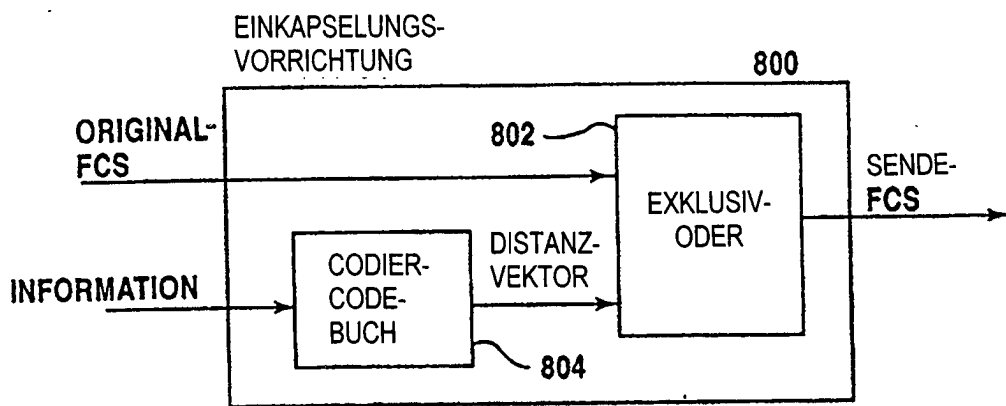 EINKAPSELUNGS-
VORRICHTUNG
800
ORIGINAL-
FCS
802
EXKLUSIV-
ODER
SENDE-
FCS
INFORMATION
CODIER-
CODE-
BUCH
DISTANZ-
VEKTOR
804